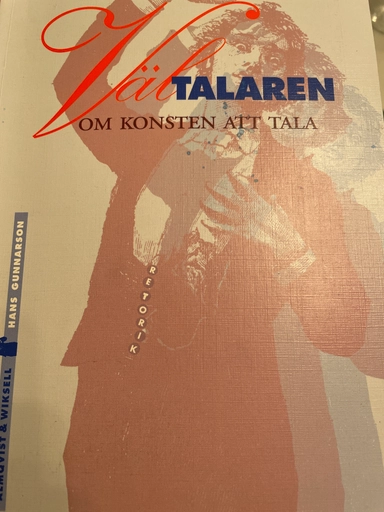 Väl TALAREN
OM KONSTEN ATT TALA
RETORIK
HANS GUNNARSON
ALMQVIST & WIKSELL